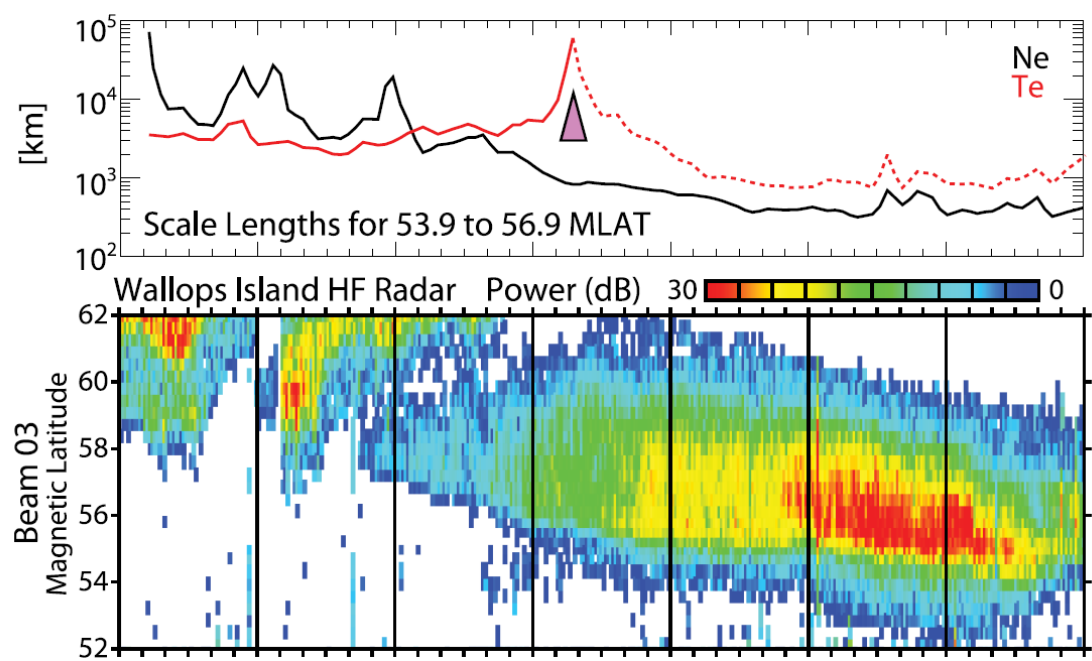 10⁵
Ne
Te
10⁴
[km]
10³
Scale Lengths for 53.9 to 56.9 MLAT
10²
Wallops Island HF Radar Power (dB) 30 0
62
60
58
56
54
52
Beam 03
Magnetic Latitude